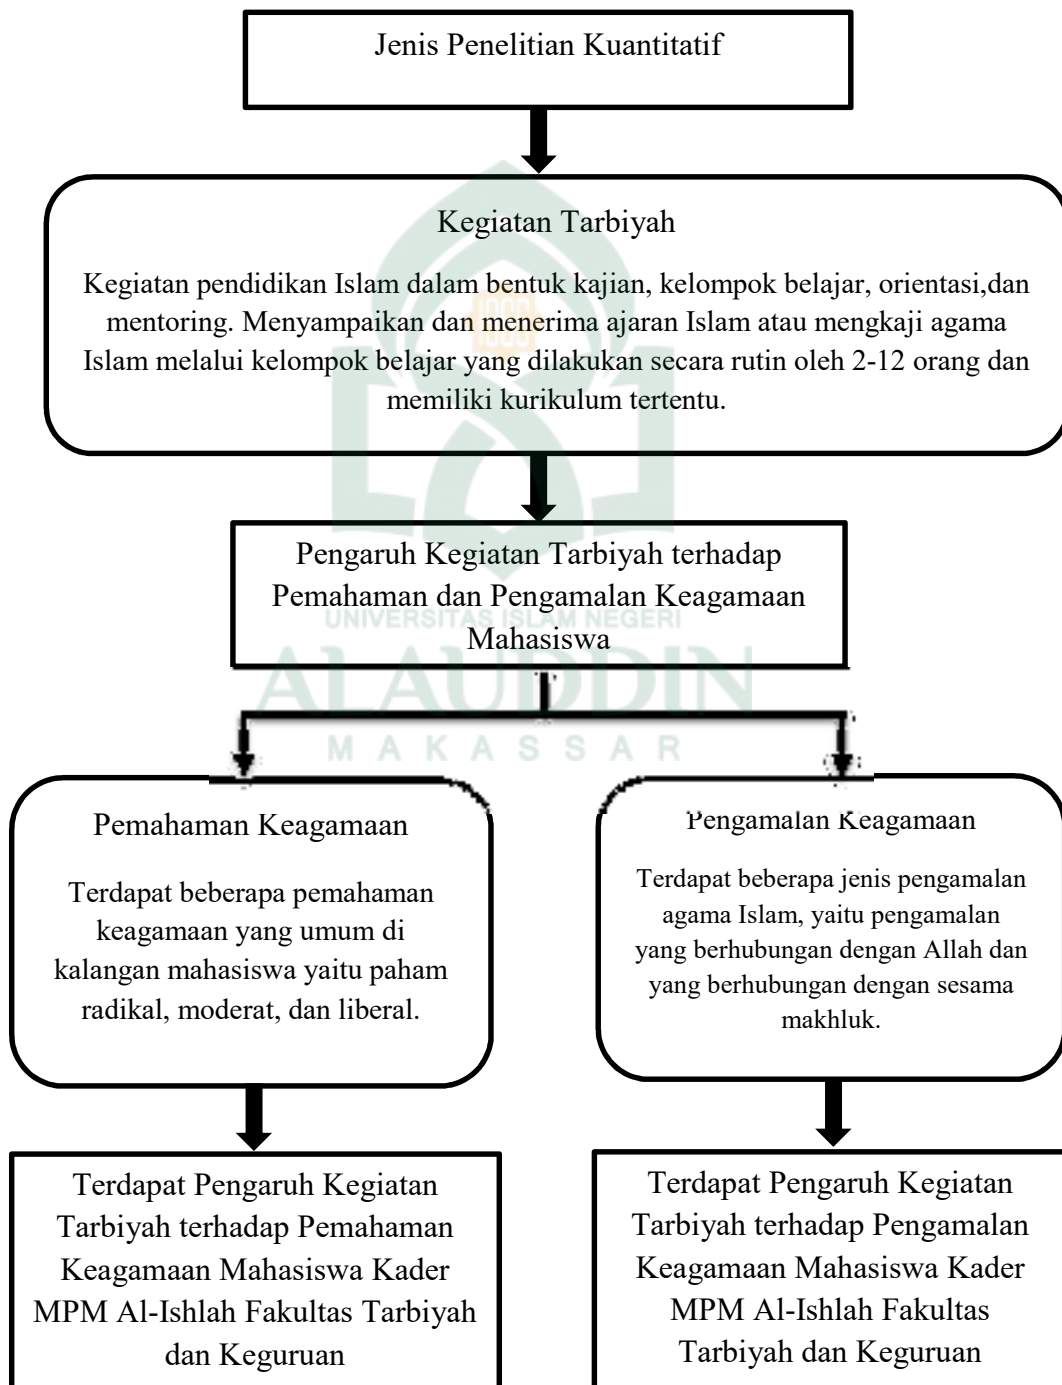 Jenis Penelitian Kuantitatif
Kegiatan Tarbiyah
Kegiatan pendidikan Islam dalam bentuk kajian, kelompok belajar, orientasi,dan
mentoring. Menyampaikan dan menerima ajaran Islam atau mengkaji agama
Islam melalui kelompok belajar yang dilakukan secara rutin oleh 2-12 orang dan
memiliki kurikulum tertentu.
Pengaruh Kegiatan Tarbiyah terhadap
Pemahaman dan Pengamalan Keagamaan
Mahasiswa
UNIVERSITAS ISLAM NEGERI
ALAUDDIN
MAKASSAR
Pemahaman Keagamaan
Terdapat beberapa pemahaman
keagamaan yang umum di
kalangan mahasiswa yaitu paham
radikal, moderat, dan liberal.
Pengamalan Keagamaan
Terdapat beberapa jenis pengamalan
agama Islam, yaitu pengamalan
yang berhubungan dengan Allah dan
yang berhubungan dengan sesama
makhluk.
Terdapat Pengaruh Kegiatan
Tarbiyah terhadap Pemahaman
Keagamaan Mahasiswa Kader
MPM Al-Ishlah Fakultas Tarbiyah
dan Keguruan
Terdapat Pengaruh Kegiatan
Tarbiyah terhadap Pengamalan
Keagamaan Mahasiswa Kader
MPM Al-Ishlah Fakultas
Tarbiyah dan Keguruan